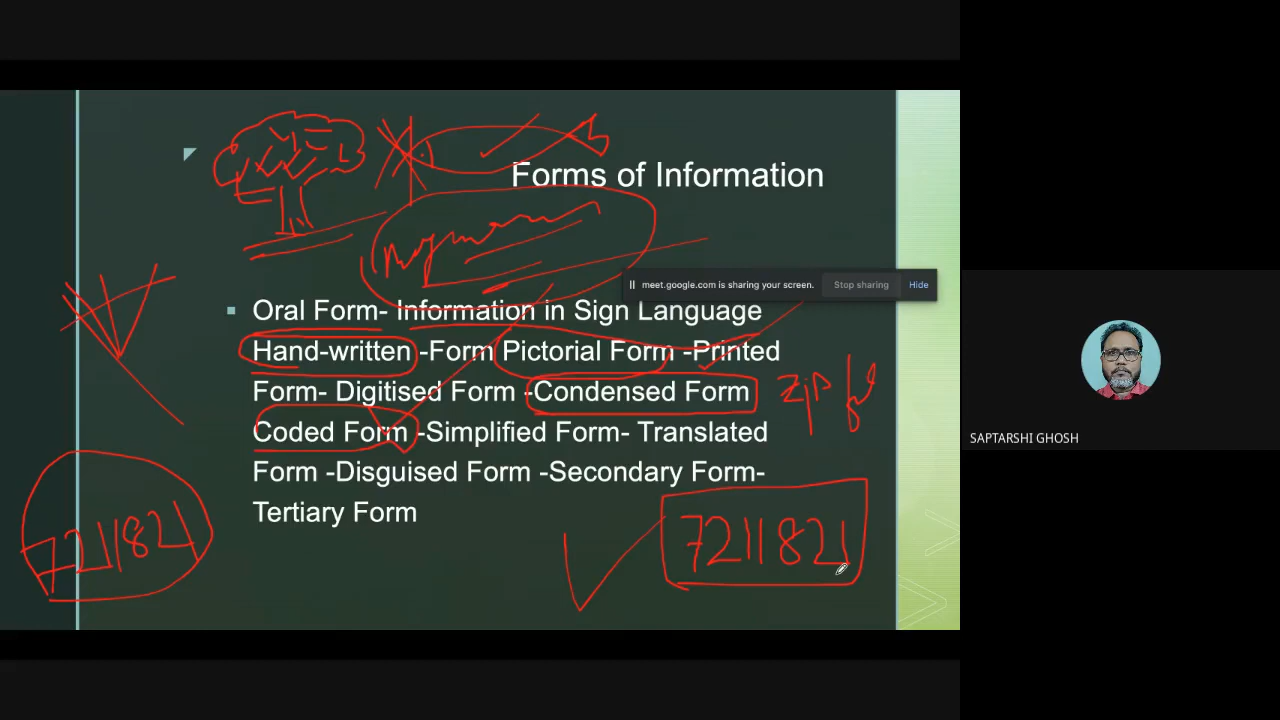 Forms of Information
meet.google.com is sharing your screen.
Stop sharing
Hide
Oral Form- Information in Sign Language
Hand-written -Form Pictorial Form -Printed
Form- Digitised Form -Condensed Form
zip
Coded Form -Simplified Form- Translated
Form -Disguised Form -Secondary Form-
Tertiary Form
7211821
7211821
SAPTARSHI GHOSH